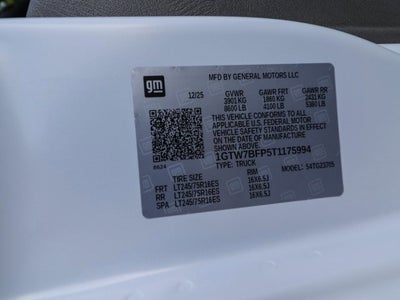 gm
MFD BY GENERAL MOTORS LLC
12/25 GVWR GAWR FRT GAWR RR
3901 KG 1860 KG 2431 KG
8600 LB 4100 LB 5360 LB
THIS VEHICLE CONFORMS TO ALL
APPLICABLE U.S. FEDERAL MOTOR
VEHICLE SAFETY STANDARDS IN
EFFECT ON THE DATE OF MANUFACTURE
SHOWN ABOVE.
1GTW7BFP5T1175994
6624 TYPE: TRUCK S4TG23705
TIRE SIZE RIM
FRT LT245/75R16ES 16X6.5J
RR LT245/75R16ES 16X6.5J
SPA LT245/75R16ES 16X6.5J